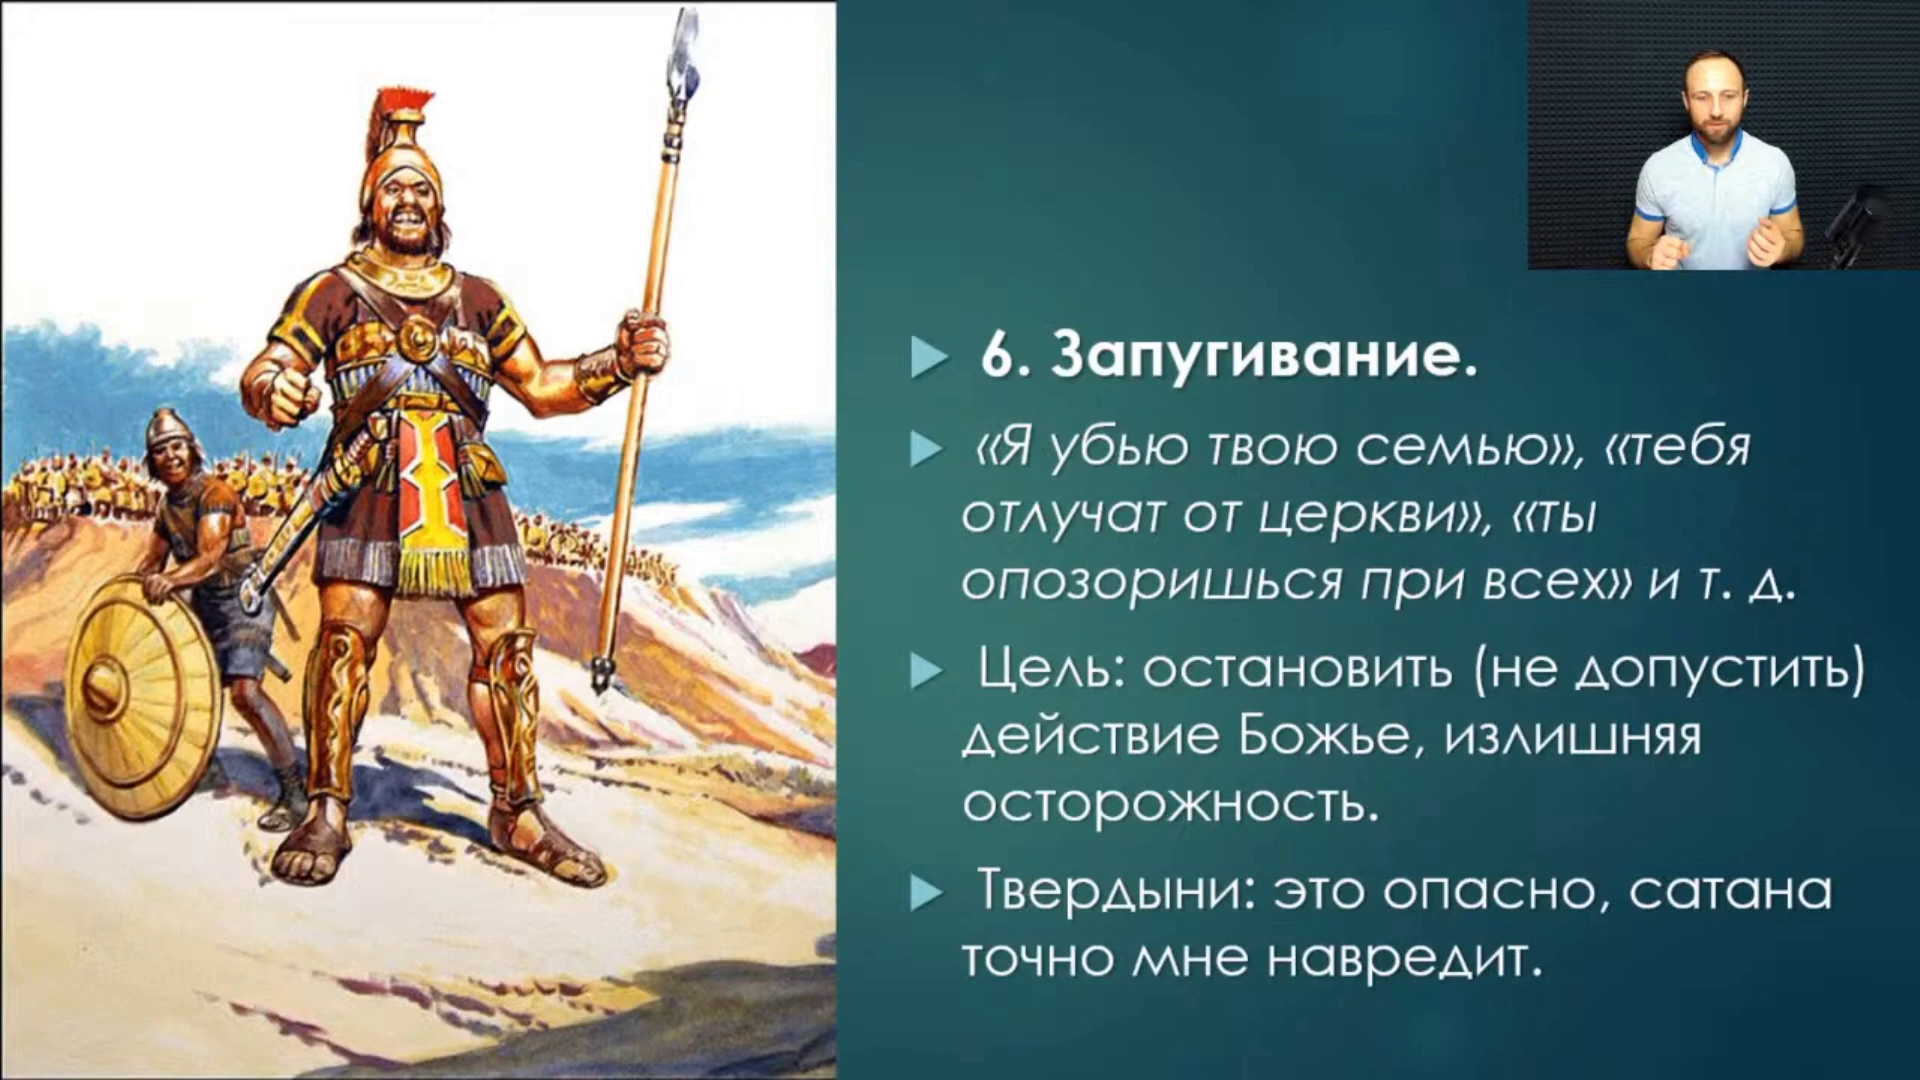 6. Запугивание.
«Я убью твою семью», «тебя
отлучат от церкви», «ты
опозоришься при всех» и т. д.
Цель: остановить (не допустить)
действие Божье, излишняя
осторожность.
Твердыни: это опасно, сатана
точно мне навредит.